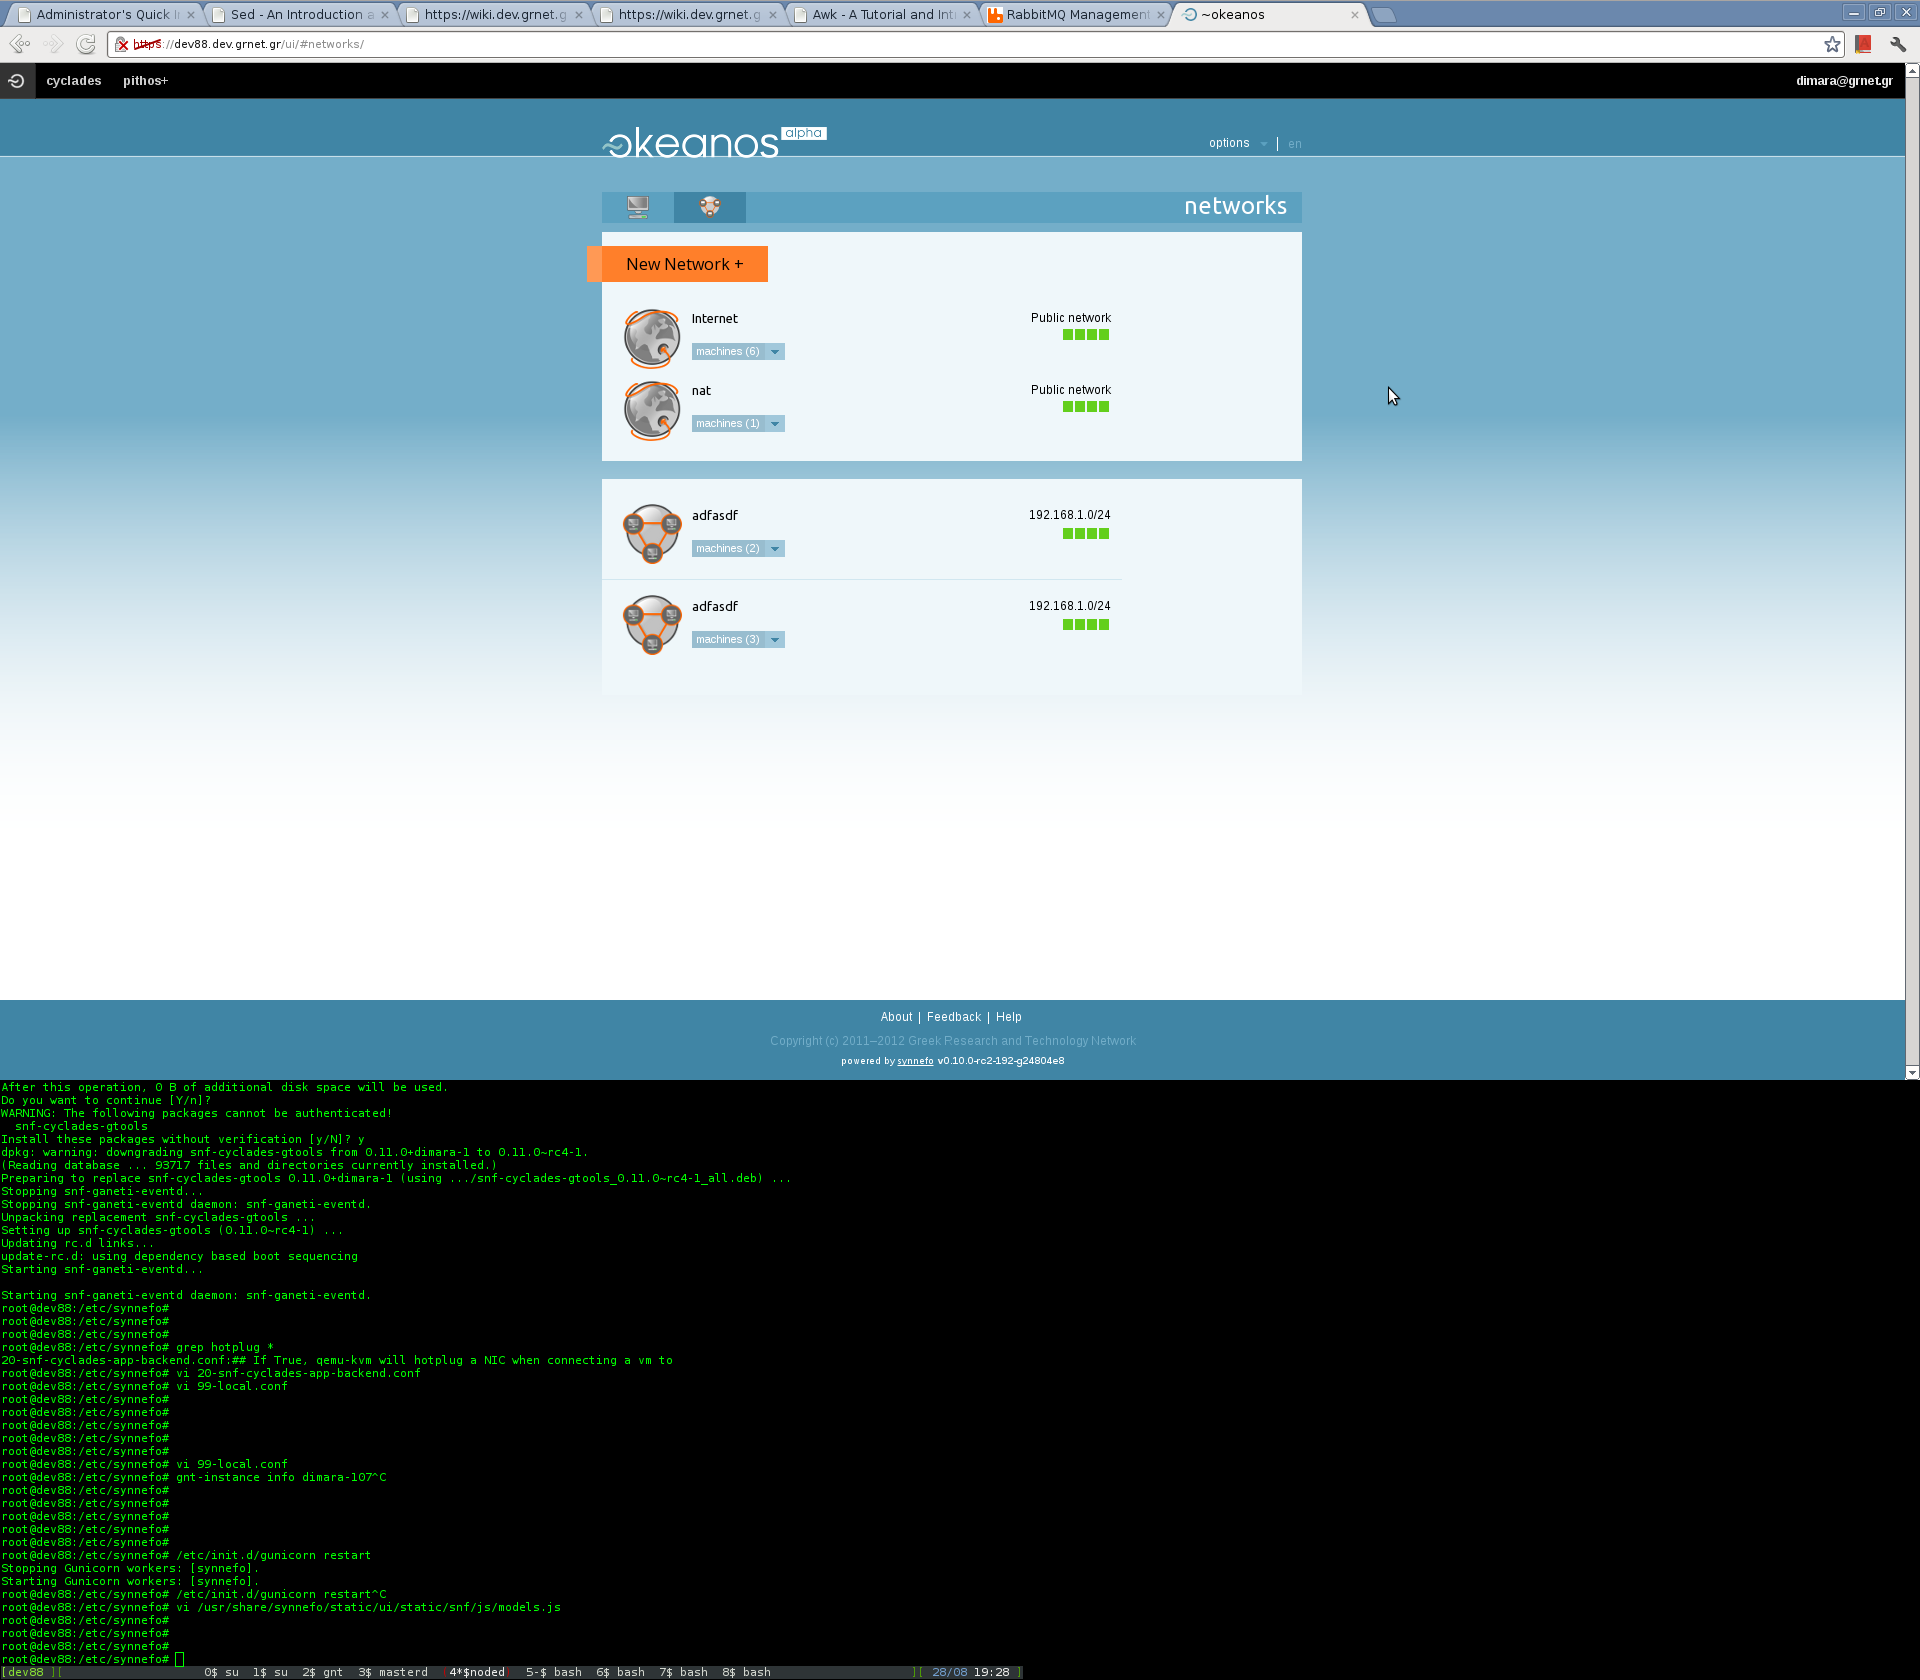 Administrator's Quick I
Sed - An Introduction a
https://wiki.dev.grnet.g
https://wiki.dev.grnet.g
Awk - A Tutorial and Int
RabbitMQ Management
~okeanos
https://dev88.dev.grnet.gr/ui/#networks/
cyclades pithos+ dimara@grnet.gr
okeanos alpha
options | en
networks
New Network +
Internet Public network
machines (6)
nat Public network
machines (1)
adfasdf 192.168.1.0/24
machines (2)
adfasdf 192.168.1.0/24
machines (3)
About | Feedback | Help
Copyright (c) 2011–2012 Greek Research and Technology Network
powered by synnefo v0.10.0-rc2-192-g24804e8
After this operation, 0 B of additional disk space will be used.
Do you want to continue [Y/n]?
WARNING: The following packages cannot be authenticated!
snf-cyclades-gtools
Install these packages without verification [y/N]? y
dpkg: warning: downgrading snf-cyclades-gtools from 0.11.0+dimara-1 to 0.11.0~rc4-1.
(Reading database ... 93717 files and directories currently installed.)
Preparing to replace snf-cyclades-gtools 0.11.0+dimara-1 (using .../snf-cyclades-gtools_0.11.0~rc4-1_all.deb) ...
Stopping snf-ganeti-eventd...
Stopping snf-ganeti-eventd daemon: snf-ganeti-eventd.
Unpacking replacement snf-cyclades-gtools ...
Setting up snf-cyclades-gtools (0.11.0~rc4-1) ...
Updating rc.d links...
update-rc.d: using dependency based boot sequencing
Starting snf-ganeti-eventd...
Starting snf-ganeti-eventd daemon: snf-ganeti-eventd.
root@dev88:/etc/synnefo#
root@dev88:/etc/synnefo#
root@dev88:/etc/synnefo#
root@dev88:/etc/synnefo# grep hotplug *
20-snf-cyclades-app-backend.conf:## If True, qemu-kvm will hotplug a NIC when connecting a vm to
root@dev88:/etc/synnefo# vi 20-snf-cyclades-app-backend.conf
root@dev88:/etc/synnefo# vi 99-local.conf
root@dev88:/etc/synnefo#
root@dev88:/etc/synnefo#
root@dev88:/etc/synnefo#
root@dev88:/etc/synnefo#
root@dev88:/etc/synnefo#
root@dev88:/etc/synnefo# vi 99-local.conf
root@dev88:/etc/synnefo# gnt-instance info dimara-107^C
root@dev88:/etc/synnefo#
root@dev88:/etc/synnefo#
root@dev88:/etc/synnefo#
root@dev88:/etc/synnefo#
root@dev88:/etc/synnefo#
root@dev88:/etc/synnefo# /etc/init.d/gunicorn restart
Stopping Gunicorn workers: [synnefo].
Starting Gunicorn workers: [synnefo].
root@dev88:/etc/synnefo# /etc/init.d/gunicorn restart^C
root@dev88:/etc/synnefo# vi /usr/share/synnefo/static/ui/static/snf/js/models.js
root@dev88:/etc/synnefo#
root@dev88:/etc/synnefo#
root@dev88:/etc/synnefo#
root@dev88:/etc/synnefo#
[dev88 ][ 0$ su 1$ su 2$ gnt 3$ masterd (4*$noded) 5-$ bash 6$ bash 7$ bash 8$ bash ][ 28/08 19:28 ]